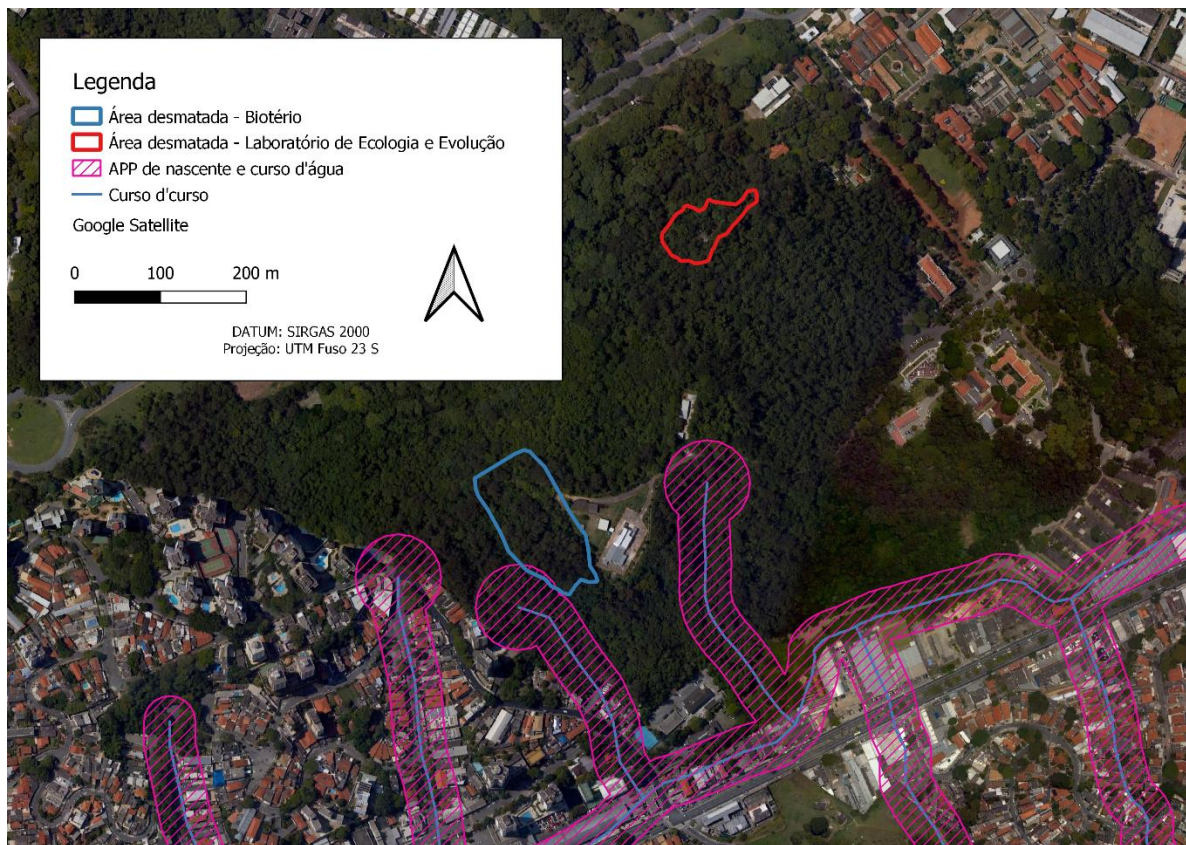 Legenda
Área desmatada - Biotério
Área desmatada - Laboratório de Ecologia e Evolução
APP de nascente e curso d'água
Curso d'curso
Google Satellite
0 100 200 m
DATUM: SIRGAS 2000
Projeção: UTM Fuso 23 S